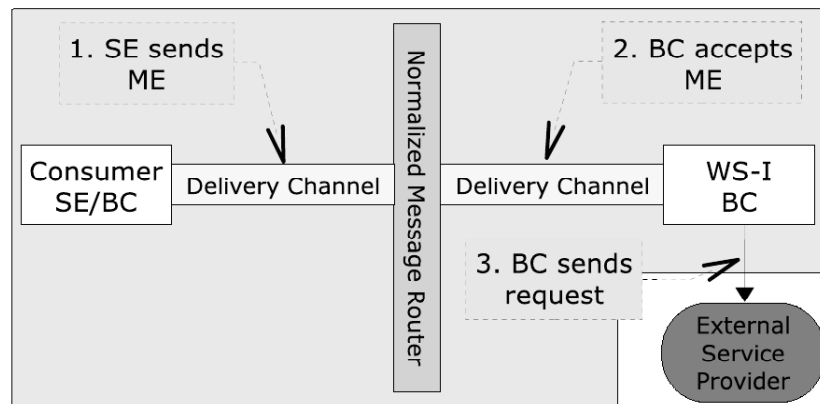 1. SE sends
ME
2. BC accepts
ME
Normalized Message Router
Consumer
SE/BC
Delivery Channel
Delivery Channel
WS-I
BC
3. BC sends
request
External
Service
Provider